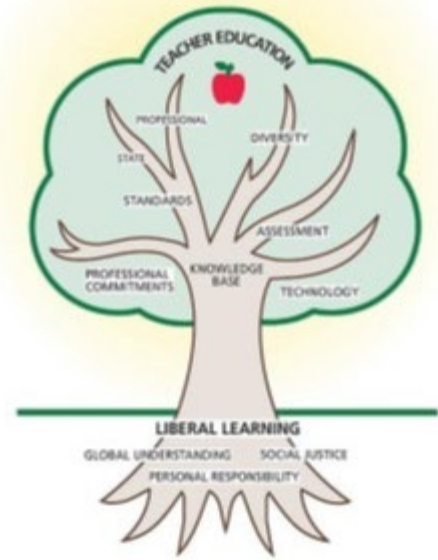 TEACHER EDUCATION
PROFESSIONAL
DIVERSITY
STATE
STANDARDS
ASSESSMENT
KNOWLEDGE
BASE
PROFESSIONAL
COMMITMENTS
TECHNOLOGY
LIBERAL LEARNING
GLOBAL UNDERSTANDING
SOCIAL JUSTICE
PERSONAL RESPONSIBILITY